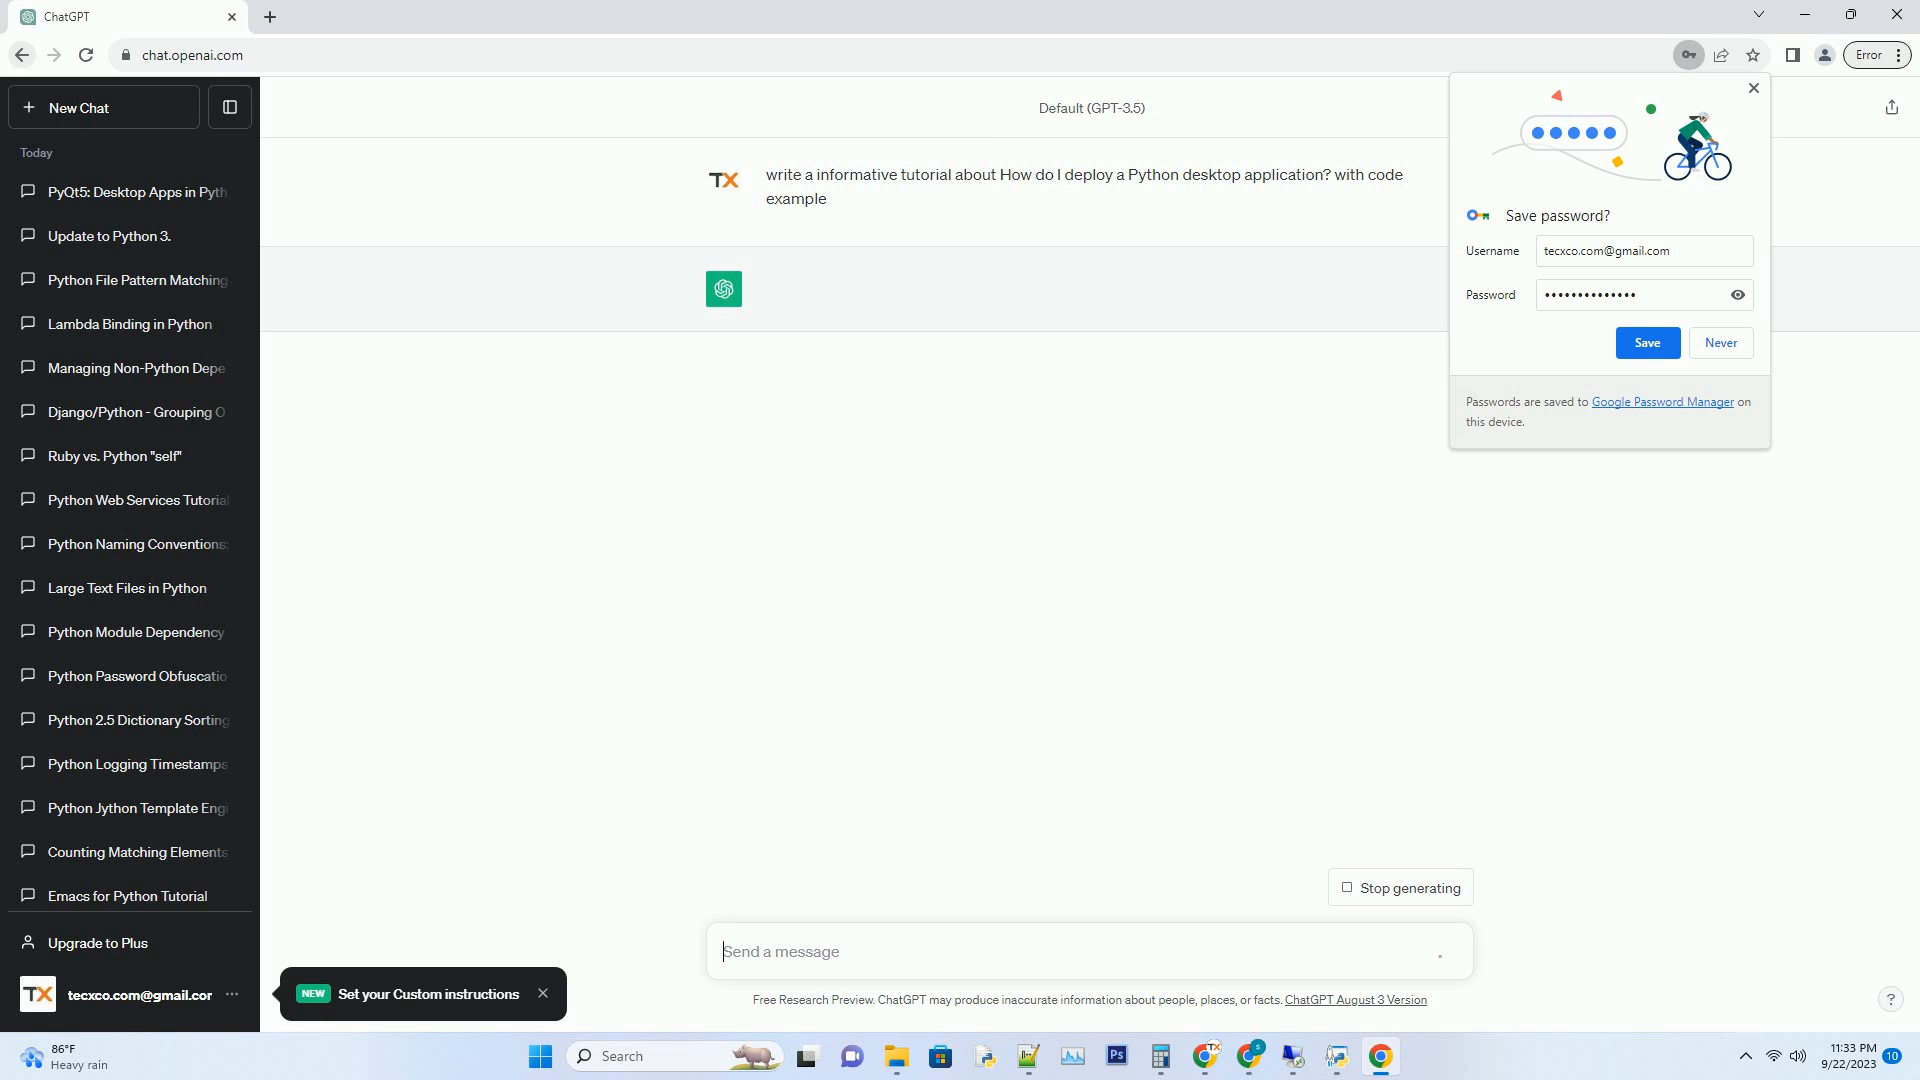 ChatGPT
chat.openai.com
Error
New Chat
Today
PyQt5: Desktop Apps in Pyth
Update to Python 3.
Python File Pattern Matching
Lambda Binding in Python
Managing Non-Python Depe
Django/Python - Grouping O
Ruby vs. Python "self"
Python Web Services Tutorial
Python Naming Conventions:
Large Text Files in Python
Python Module Dependency
Python Password Obfuscatio
Python 2.5 Dictionary Sorting
Python Logging Timestamps
Python Jython Template Engi
Counting Matching Elements
Emacs for Python Tutorial
Upgrade to Plus
TX tecxco.com@gmail.cor
Default (GPT-3.5)
TX
write a informative tutorial about How do I deploy a Python desktop application? with code
example
Save password?
Username tecxco.com@gmail.com
Password ••••••••••••••
Save Never
Passwords are saved to Google Password Manager on
this device.
Stop generating
Send a message
NEW Set your Custom instructions
Free Research Preview. ChatGPT may produce inaccurate information about people, places, or facts. ChatGPT August 3 Version
?
86°F
Heavy rain
Search
Ps
TX
s
11:33 PM
9/22/2023
10